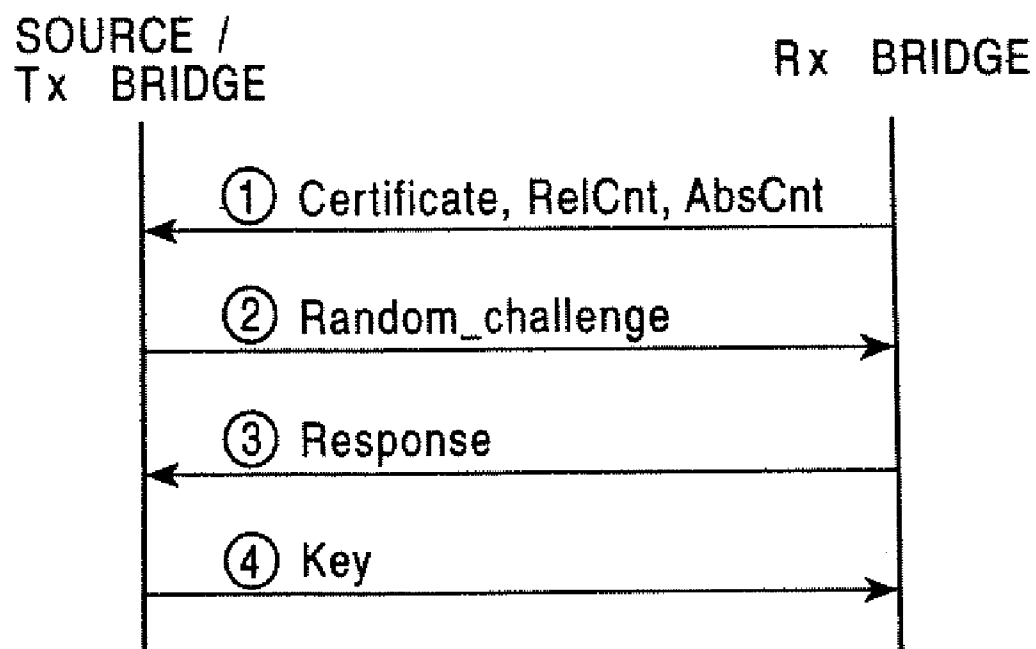 SOURCE /
Tx BRIDGE
Rx BRIDGE
① Certificate, RelCnt, AbsCnt
② Random_challenge
③ Response
④ Key